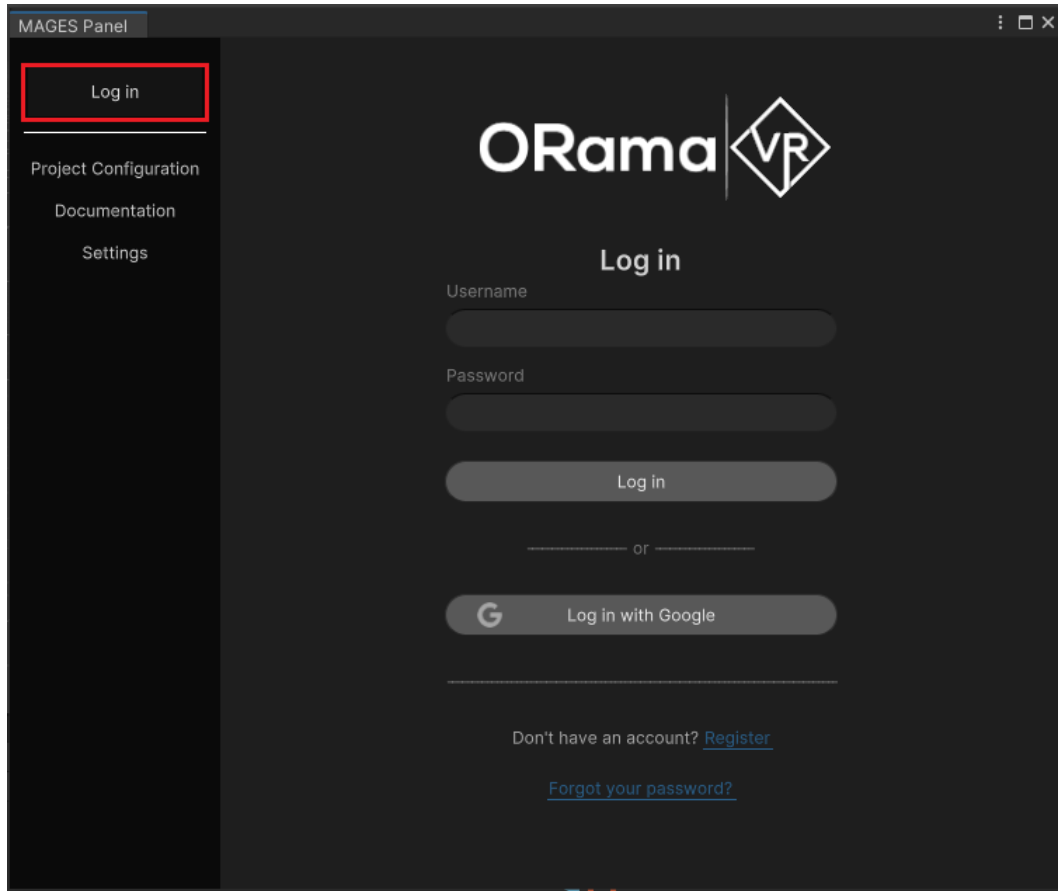 MAGES Panel
Log in
Project Configuration
Documentation
Settings
ORama VR
Log in
Username
Password
Log in
or
G Log in with Google
Don't have an account? Register
Forgot your password?